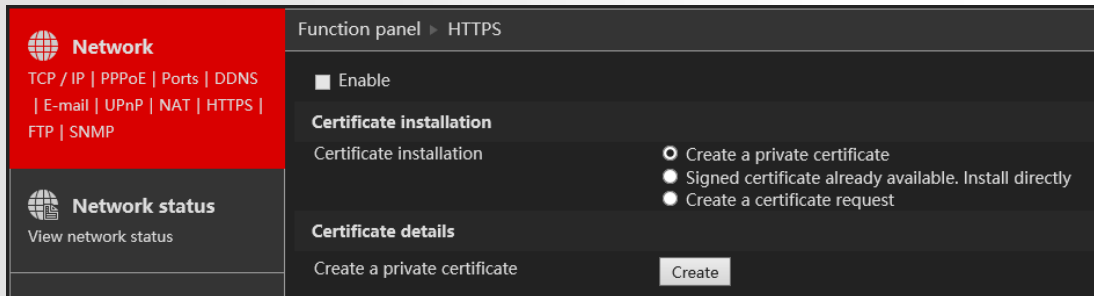 Network
TCP / IP | PPPoE | Ports | DDNS
| E-mail | UPnP | NAT | HTTPS |
FTP | SNMP
Network status
View network status
Function panel ▶ HTTPS
Enable
Certificate installation
Certificate installation
Create a private certificate
Signed certificate already available. Install directly
Create a certificate request
Certificate details
Create a private certificate
Create